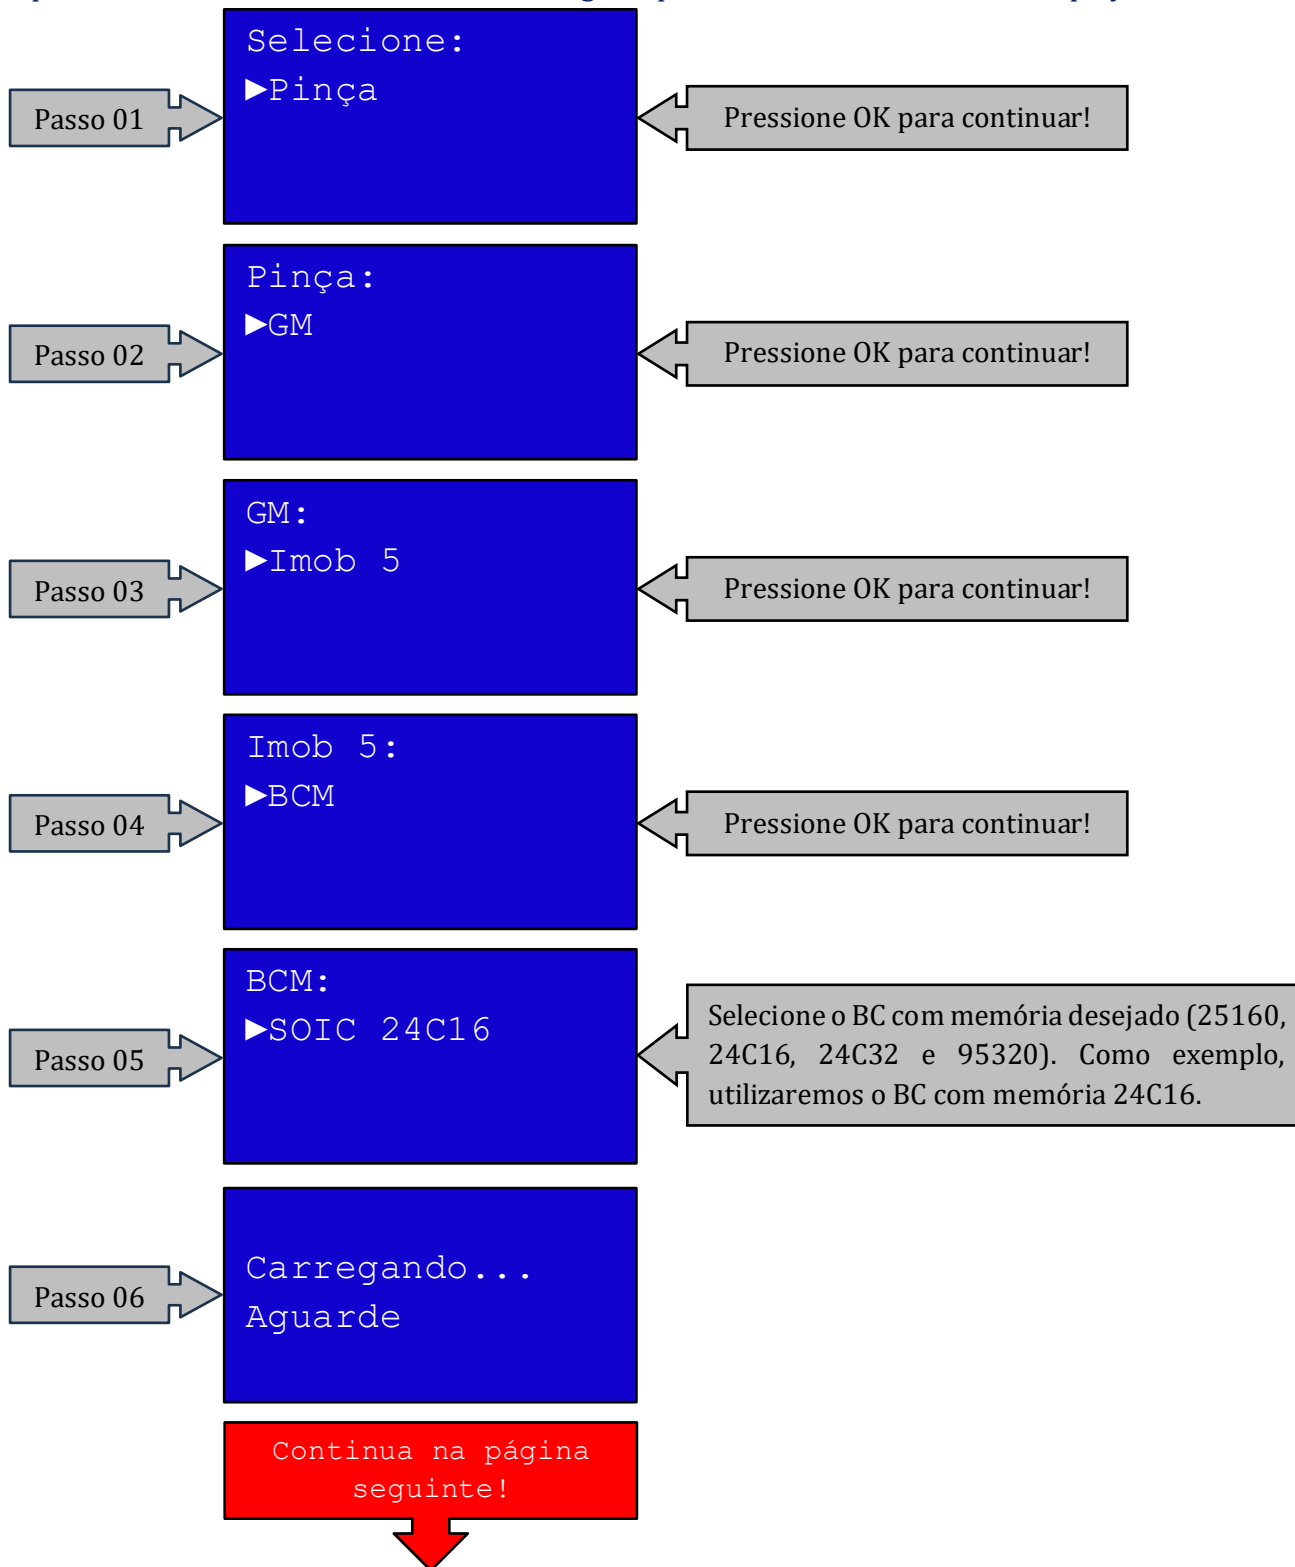 Selecione:
►Pinça
Passo 01
Pressione OK para continuar!
Pinça:
►GM
Passo 02
Pressione OK para continuar!
GM:
►Imob 5
Passo 03
Pressione OK para continuar!
Imob 5:
►BCM
Passo 04
Pressione OK para continuar!
BCM:
►SOIC 24C16
Passo 05
Selecione o BC com memória desejado (25160,
24C16, 24C32 e 95320). Como exemplo,
utilizaremos o BC com memória 24C16.
Carregando...
Aguarde
Passo 06
Continua na página
seguinte!